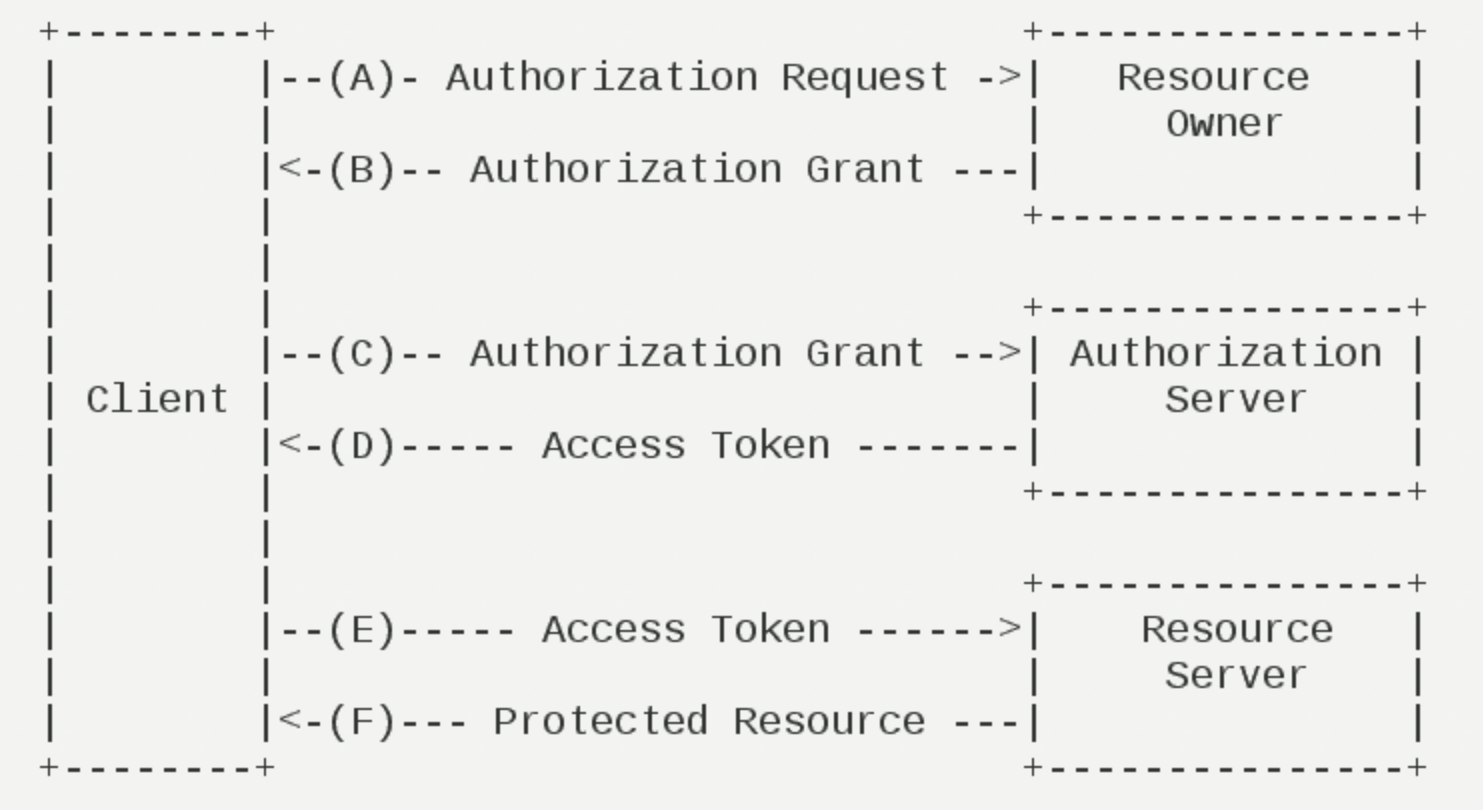 +--------+                               +---------------+
|        |--(A)- Authorization Request ->|   Resource    |
|        |                               |     Owner     |
|        |<-(B)-- Authorization Grant ---|               |
|        |                               +---------------+
|        |
|        |                               +---------------+
|        |--(C)-- Authorization Grant -->| Authorization |
| Client |                               |     Server    |
|        |<-(D)----- Access Token -------|               |
|        |                               +---------------+
|        |
|        |                               +---------------+
|        |--(E)----- Access Token ------>|    Resource   |
|        |                               |     Server    |
|        |<-(F)--- Protected Resource ---|               |
+--------+                               +---------------+